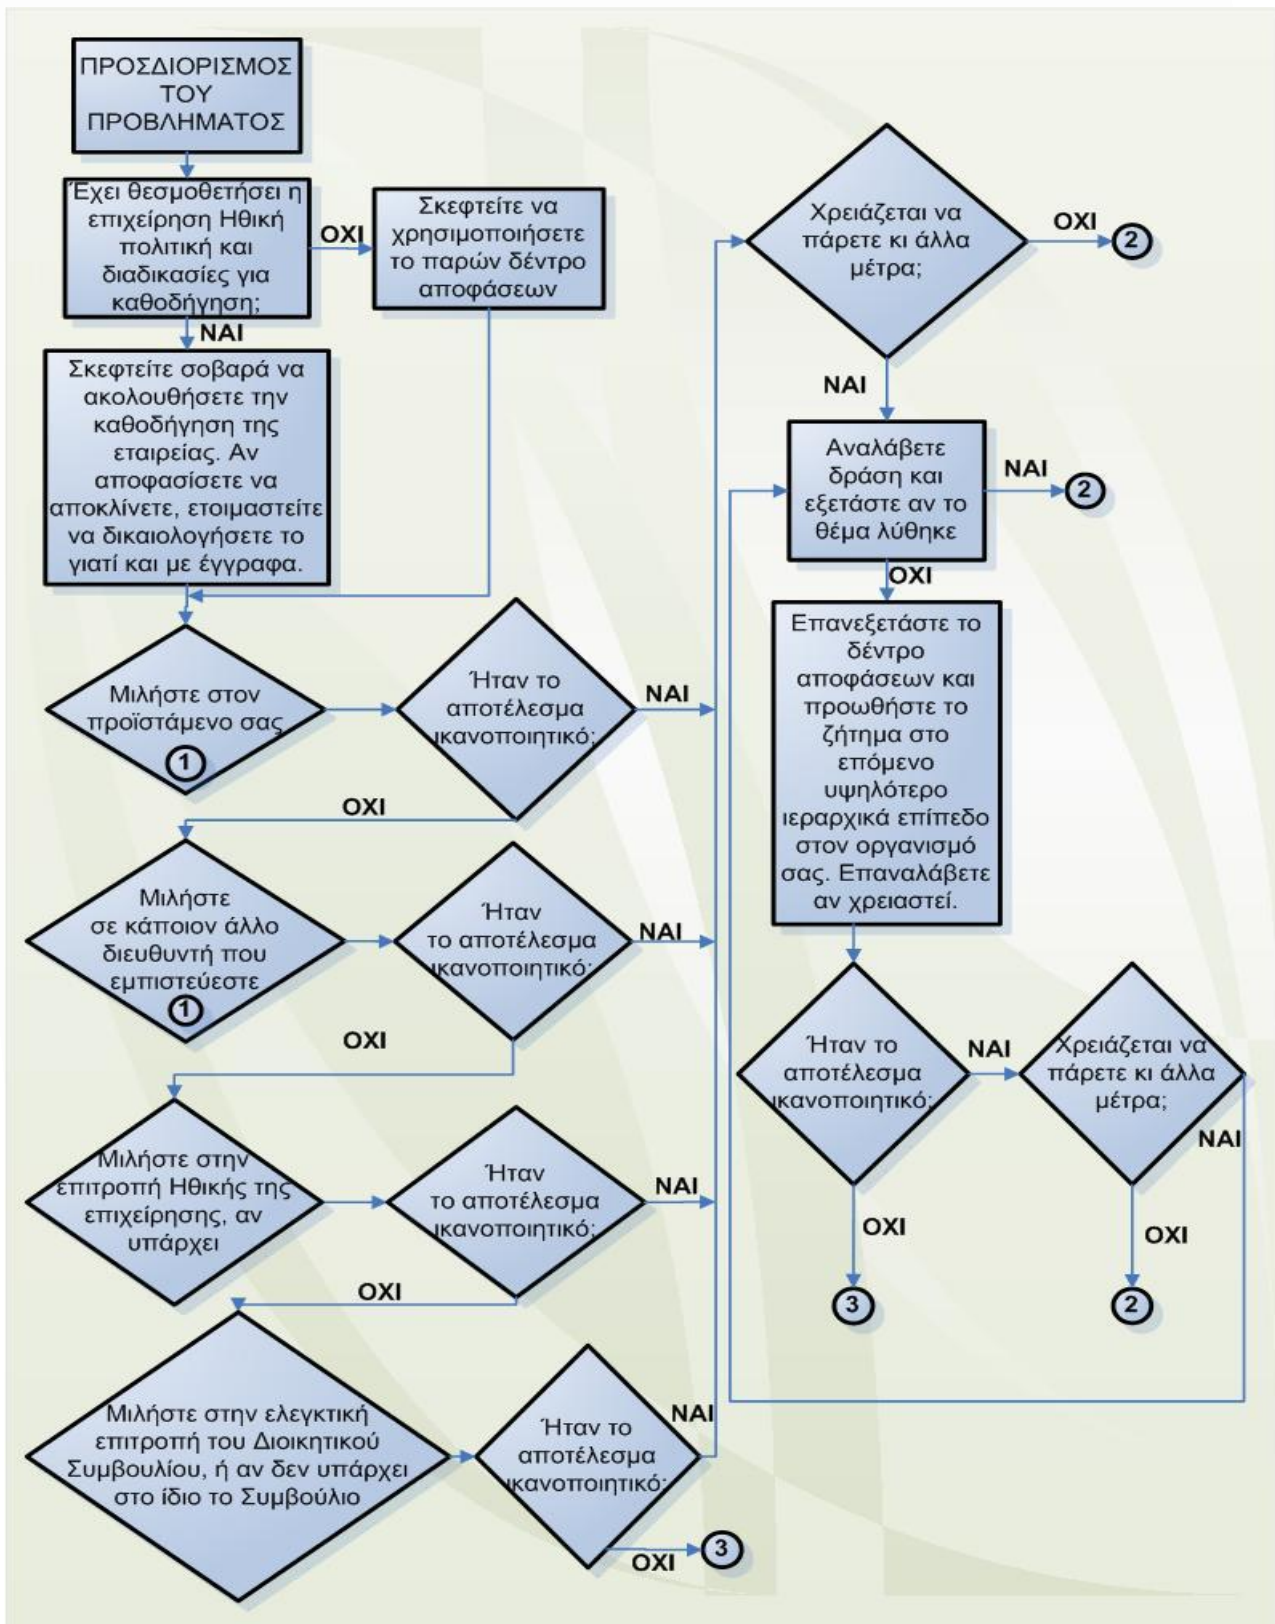 ΠΡΟΣΔΙΟΡΙΣΜΟΣ
ΤΟΥ
ΠΡΟΒΛΗΜΑΤΟΣ
Έχει θεσμοθετήσει η
επιχείρηση Ηθική
πολιτική και
διαδικασίες για
καθοδήγηση;
ΟΧΙ
Σκεφτείτε να
χρησιμοποιήσετε
το παρών δέντρο
αποφάσεων
ΝΑΙ
Σκεφτείτε σοβαρά να
ακολουθήσετε την
καθοδήγηση της
εταιρείας. Αν
αποφασίσετε να
αποκλίνετε, ετοιμαστείτε
να δικαιολογήσετε το
γιατί και με έγγραφα.
Μιλήστε στον
προϊστάμενο σας
1
Ήταν το
αποτέλεσμα
ικανοποιητικό;
ΝΑΙ
ΟΧΙ
Μιλήστε
σε κάποιον άλλο
διευθυντή που
εμπιστεύεστε
1
Ήταν
το αποτέλεσμα
ικανοποιητικό;
ΝΑΙ
ΟΧΙ
Μιλήστε στην
επιτροπή Ηθικής της
επιχείρησης, αν
υπάρχει
Ήταν
το αποτέλεσμα
ικανοποιητικό;
ΝΑΙ
ΟΧΙ
Μιλήστε στην ελεγκτική
επιτροπή του Διοικητικού
Συμβουλίου, ή αν δεν υπάρχει
στο ίδιο το Συμβούλιο
Ήταν το
αποτέλεσμα
ικανοποιητικό;
ΝΑΙ
ΟΧΙ
3
Χρειάζεται να
πάρετε κι άλλα
μέτρα;
ΟΧΙ
2
ΝΑΙ
Αναλάβετε
δράση και
εξετάστε αν το
θέμα λύθηκε
ΝΑΙ
2
ΟΧΙ
Επανεξετάστε το
δέντρο
αποφάσεων και
προωθήστε το
ζήτημα στο
επόμενο
υψηλότερο
ιεραρχικά επίπεδο
στον οργανισμό
σας. Επαναλάβετε
αν χρειαστεί.
Ήταν το
αποτέλεσμα
ικανοποιητικό;
ΝΑΙ
Χρειάζεται να
πάρετε κι άλλα
μέτρα;
ΝΑΙ
ΟΧΙ
3
ΟΧΙ
2